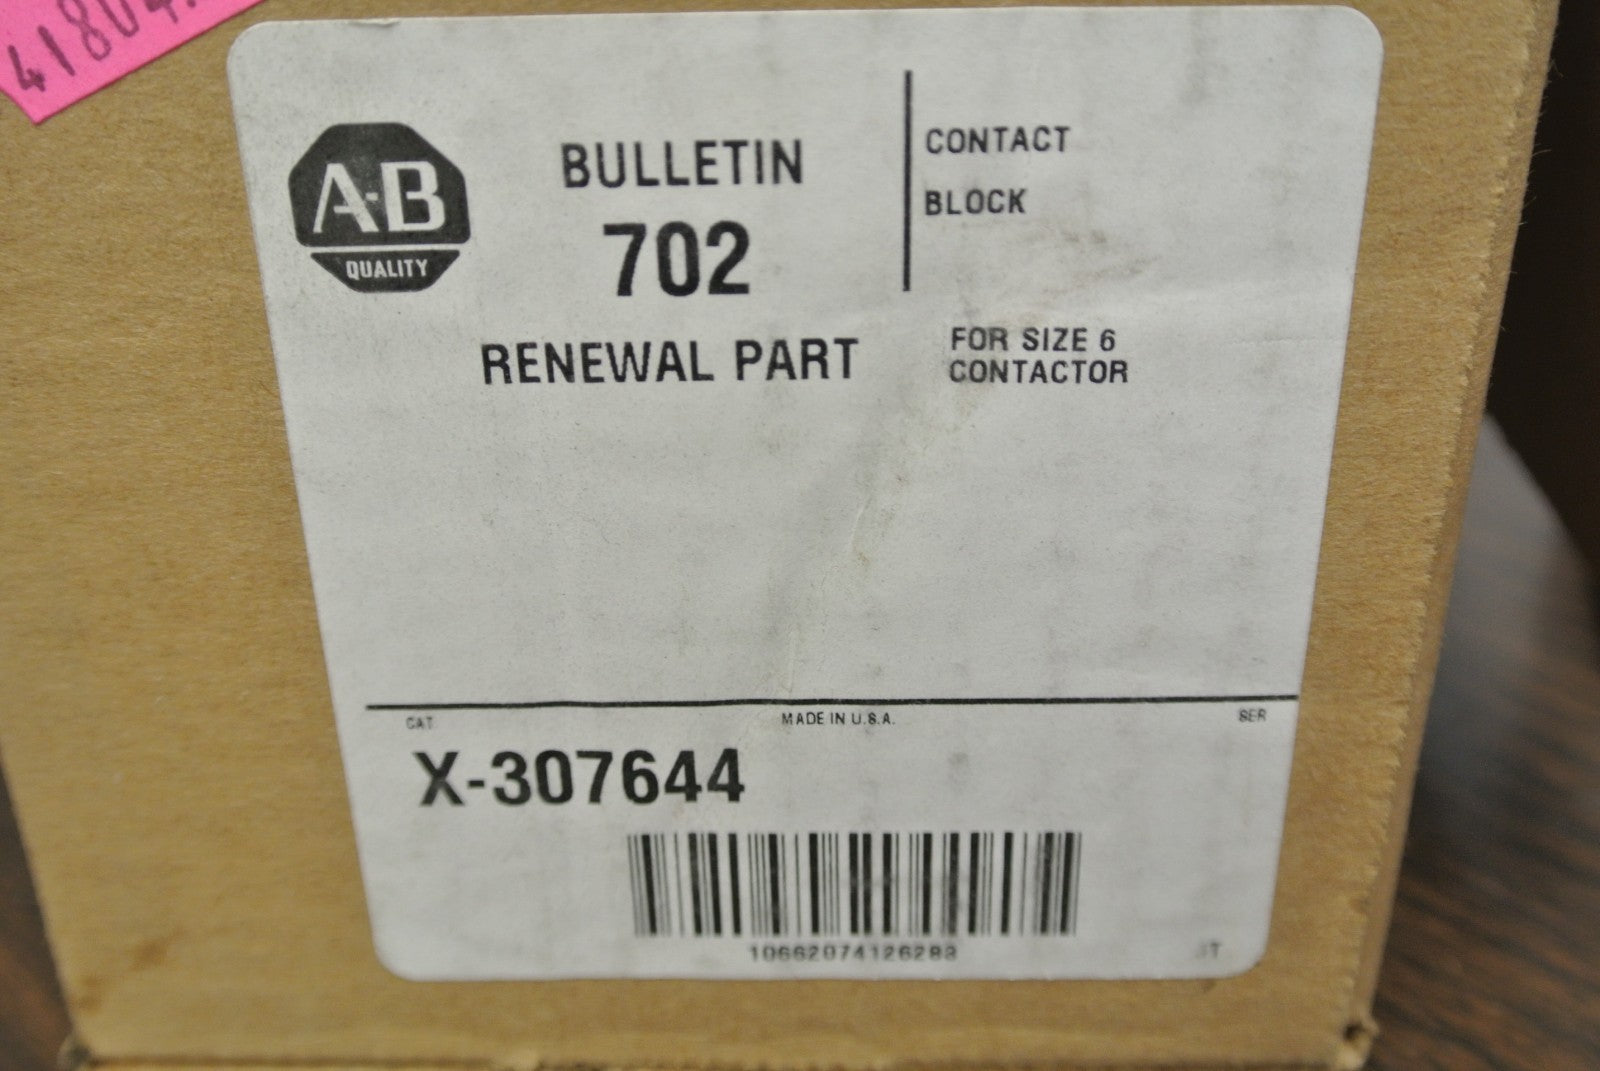 A-B
QUALITY
BULLETIN
702
RENEWAL PART
CONTACT
BLOCK
FOR SIZE 6
CONTACTOR
CAT
MADE IN U.S.A.
SER
X-307644
10662074126283